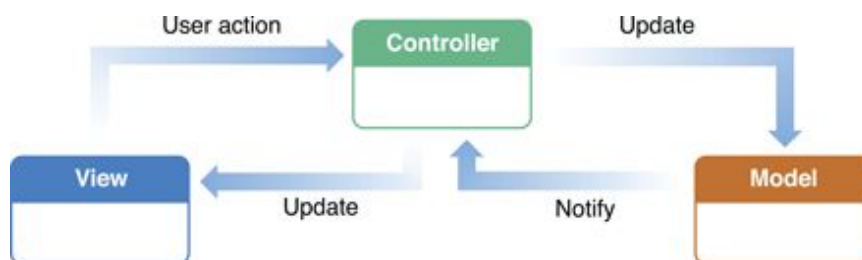 User action
Controller
Update
View
Update
Notify
Model